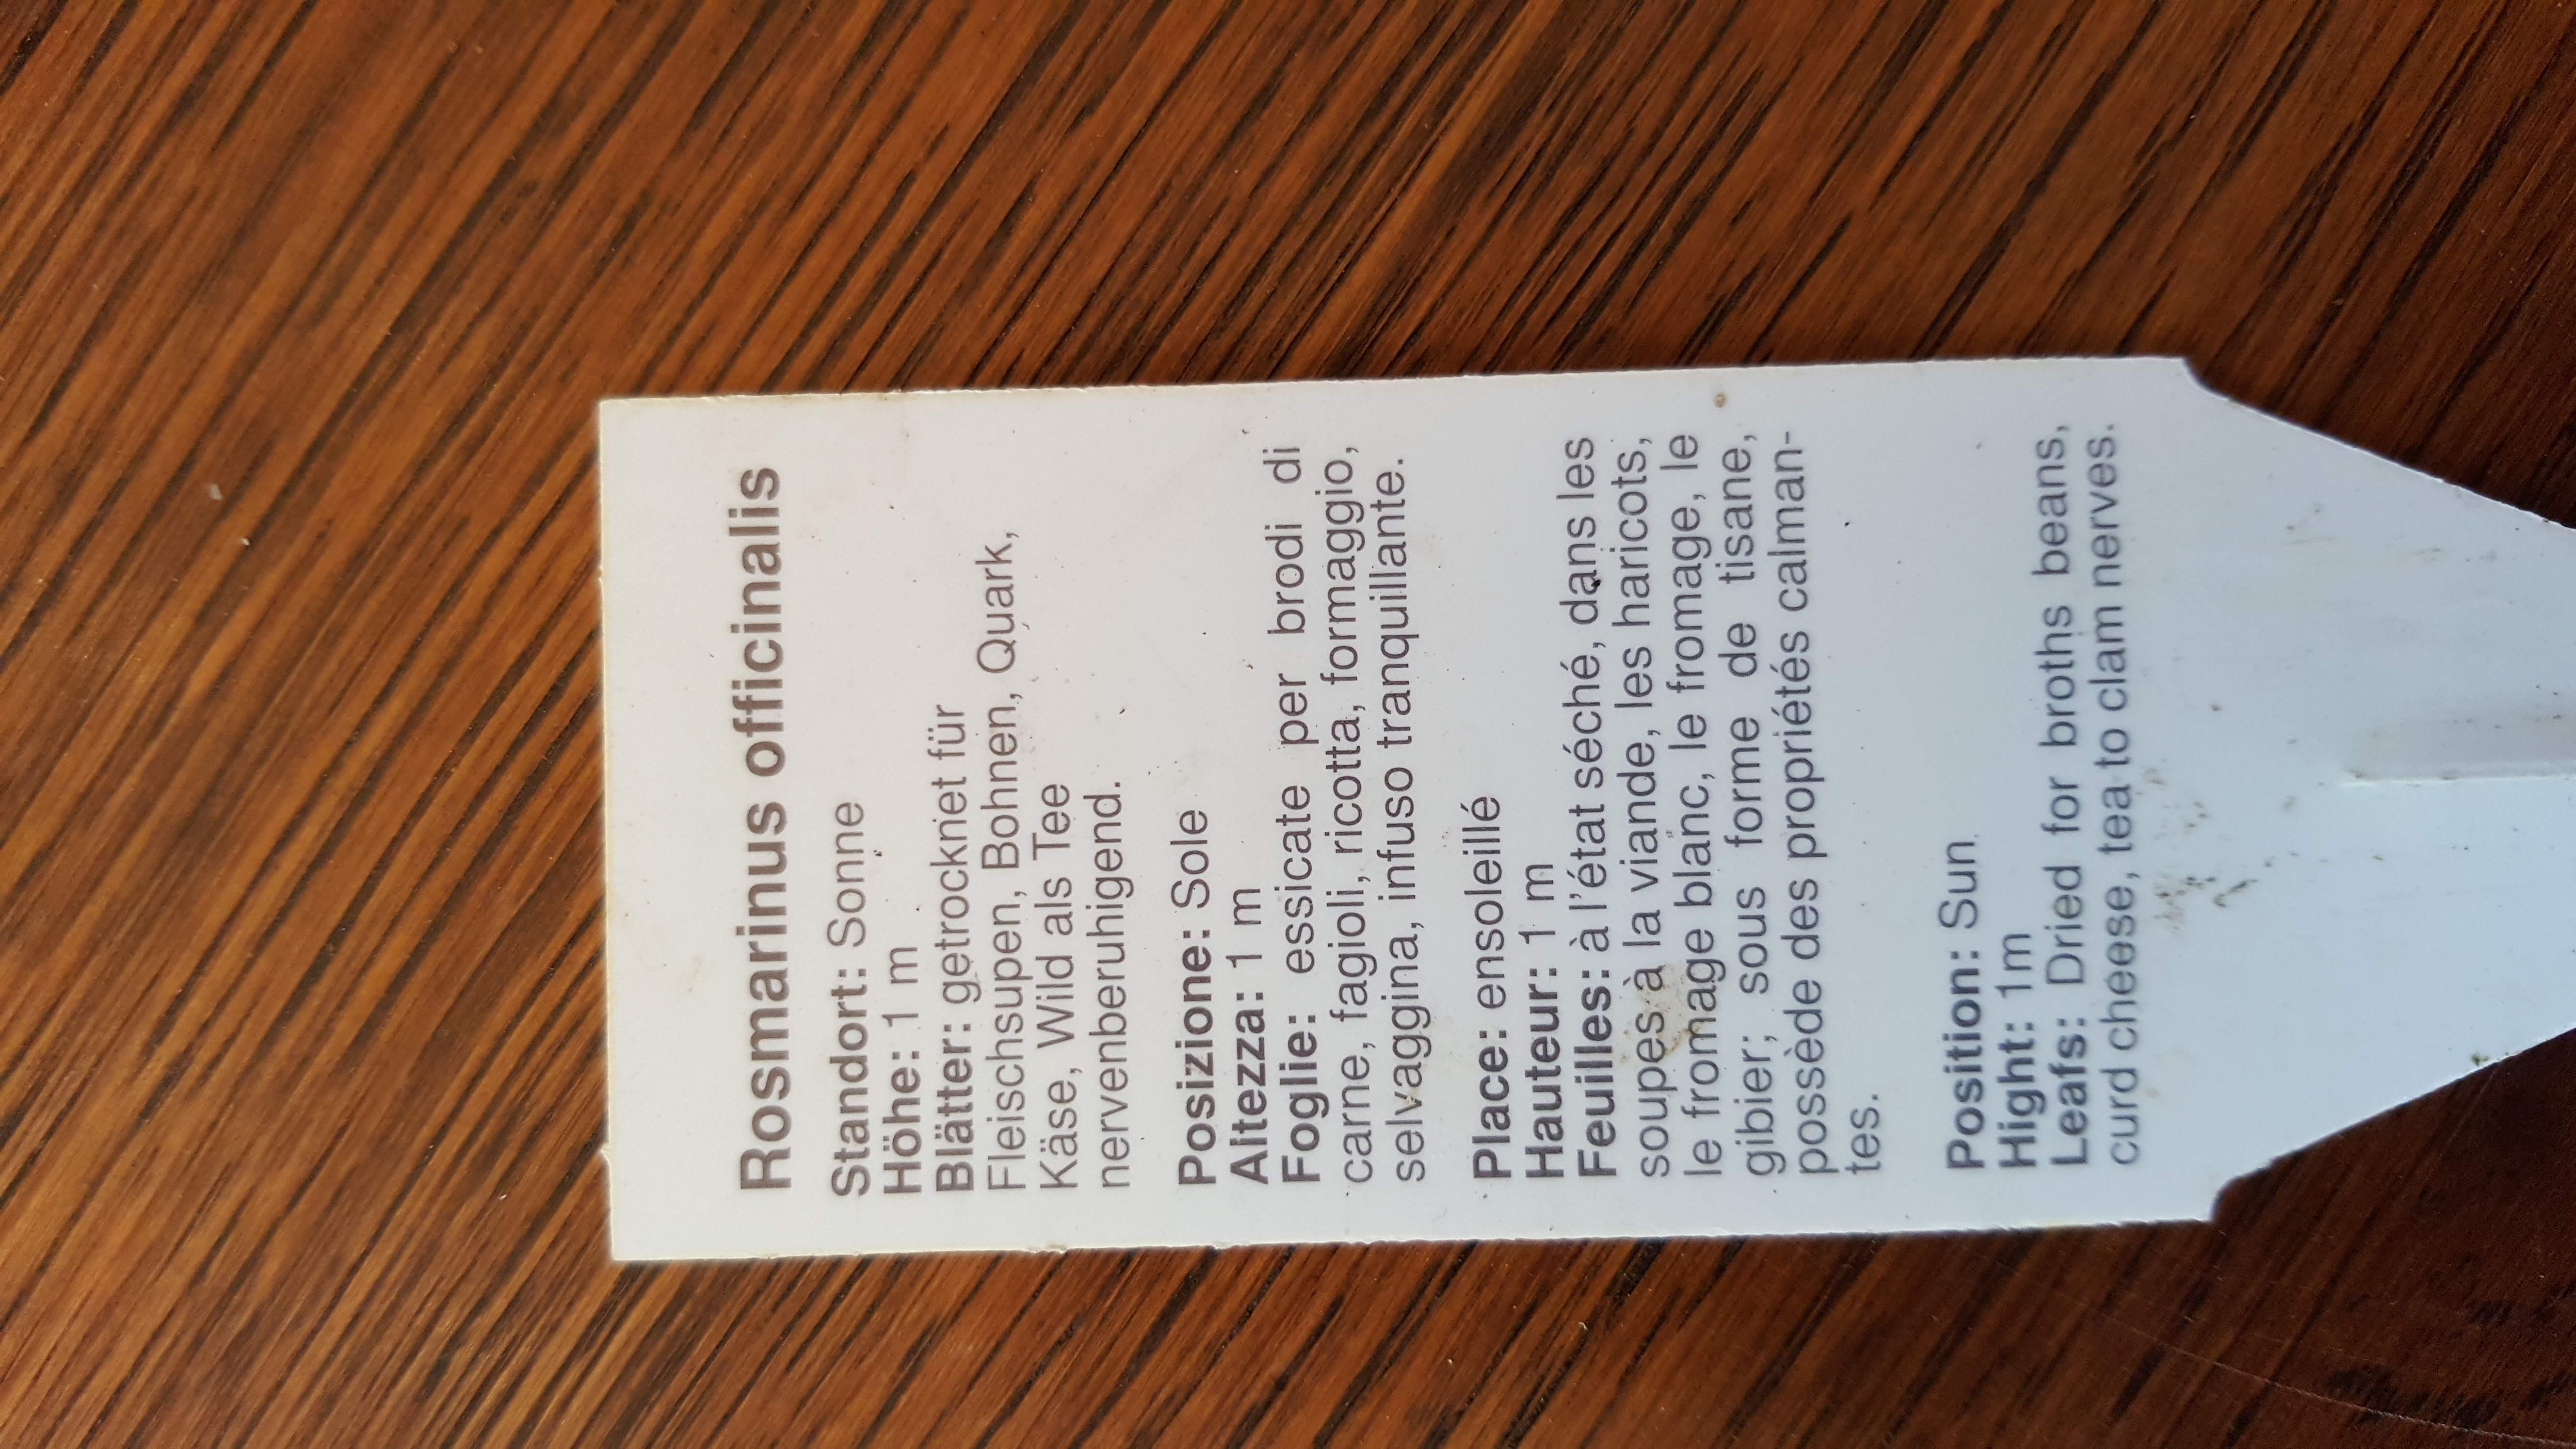 Rosmarinus officinalis
Standort: Sonne
Höhe: 1 m
Blätter: getrocknet für
Fleischsupen, Bohnen, Quark,
Käse, Wild als Tee
nervenberuhigend.
Posizione: Sole
Altezza: 1 m
Foglie: essicate per brodi di
carne, fagioli, ricotta, formaggio,
selvaggina, infuso tranquillante.
Place: ensoleillé
Hauteur: 1 m
Feuilles: à l'état séché, dans les
soupes à la viande, les haricots,
le fromage blanc, le fromage, le
gibier; sous forme de tisane,
possède des propriétés calman-
tes.
Position: Sun
Hight: 1m
Leafs: Dried for broths beans,
curd cheese, tea to clam nerves.